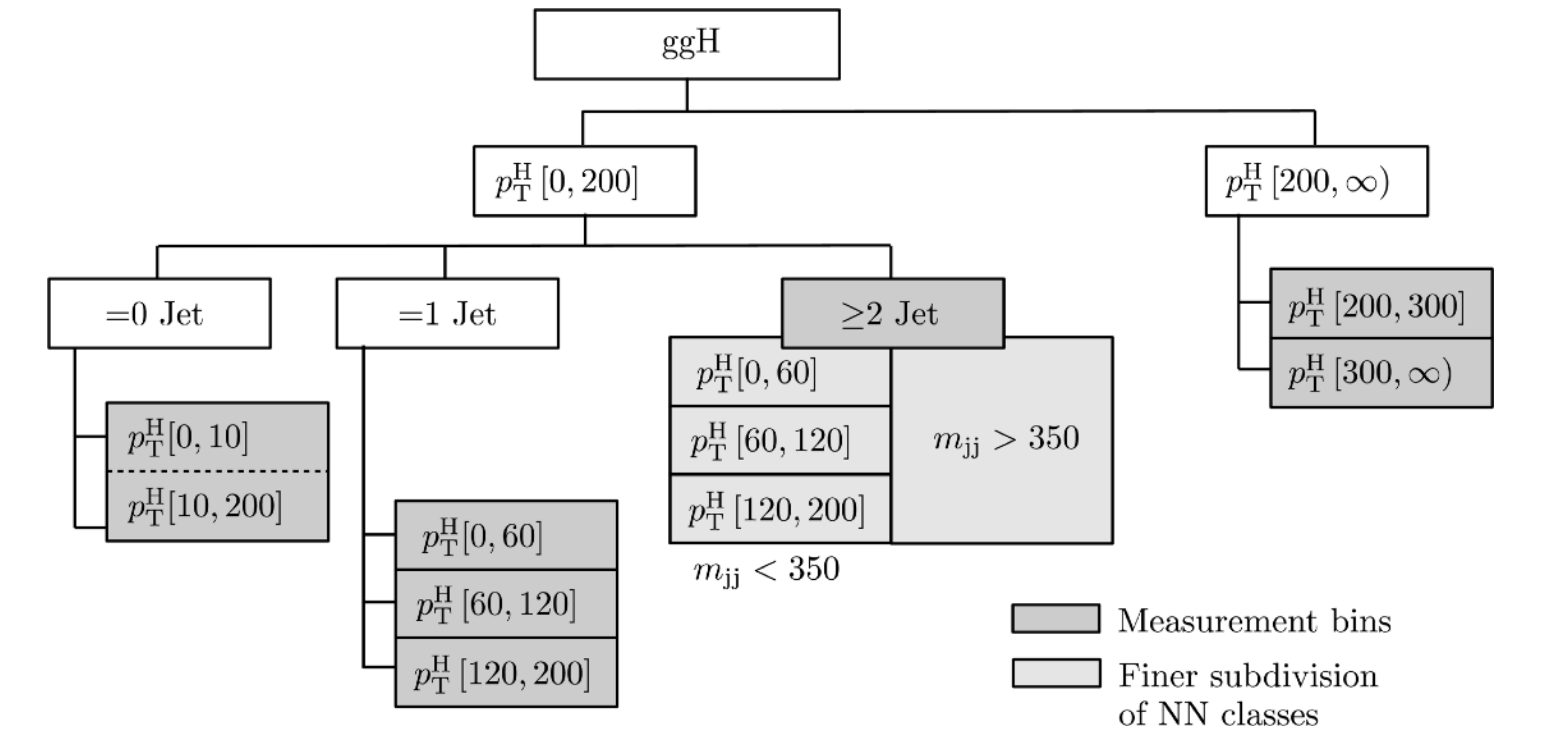 ggH
p_T^H [0, 200]
p_T^H [200, ∞)
=0 Jet
=1 Jet
≥2 Jet
p_T^H[0, 10]
p_T^H[10, 200]
p_T^H[0, 60]
p_T^H [60, 120]
p_T^H [120, 200]
p_T^H[0, 60]
p_T^H [60, 120]
p_T^H [120, 200]
m_jj < 350
m_jj > 350
p_T^H [200, 300]
p_T^H [300, ∞)
Measurement bins
Finer subdivision
of NN classes